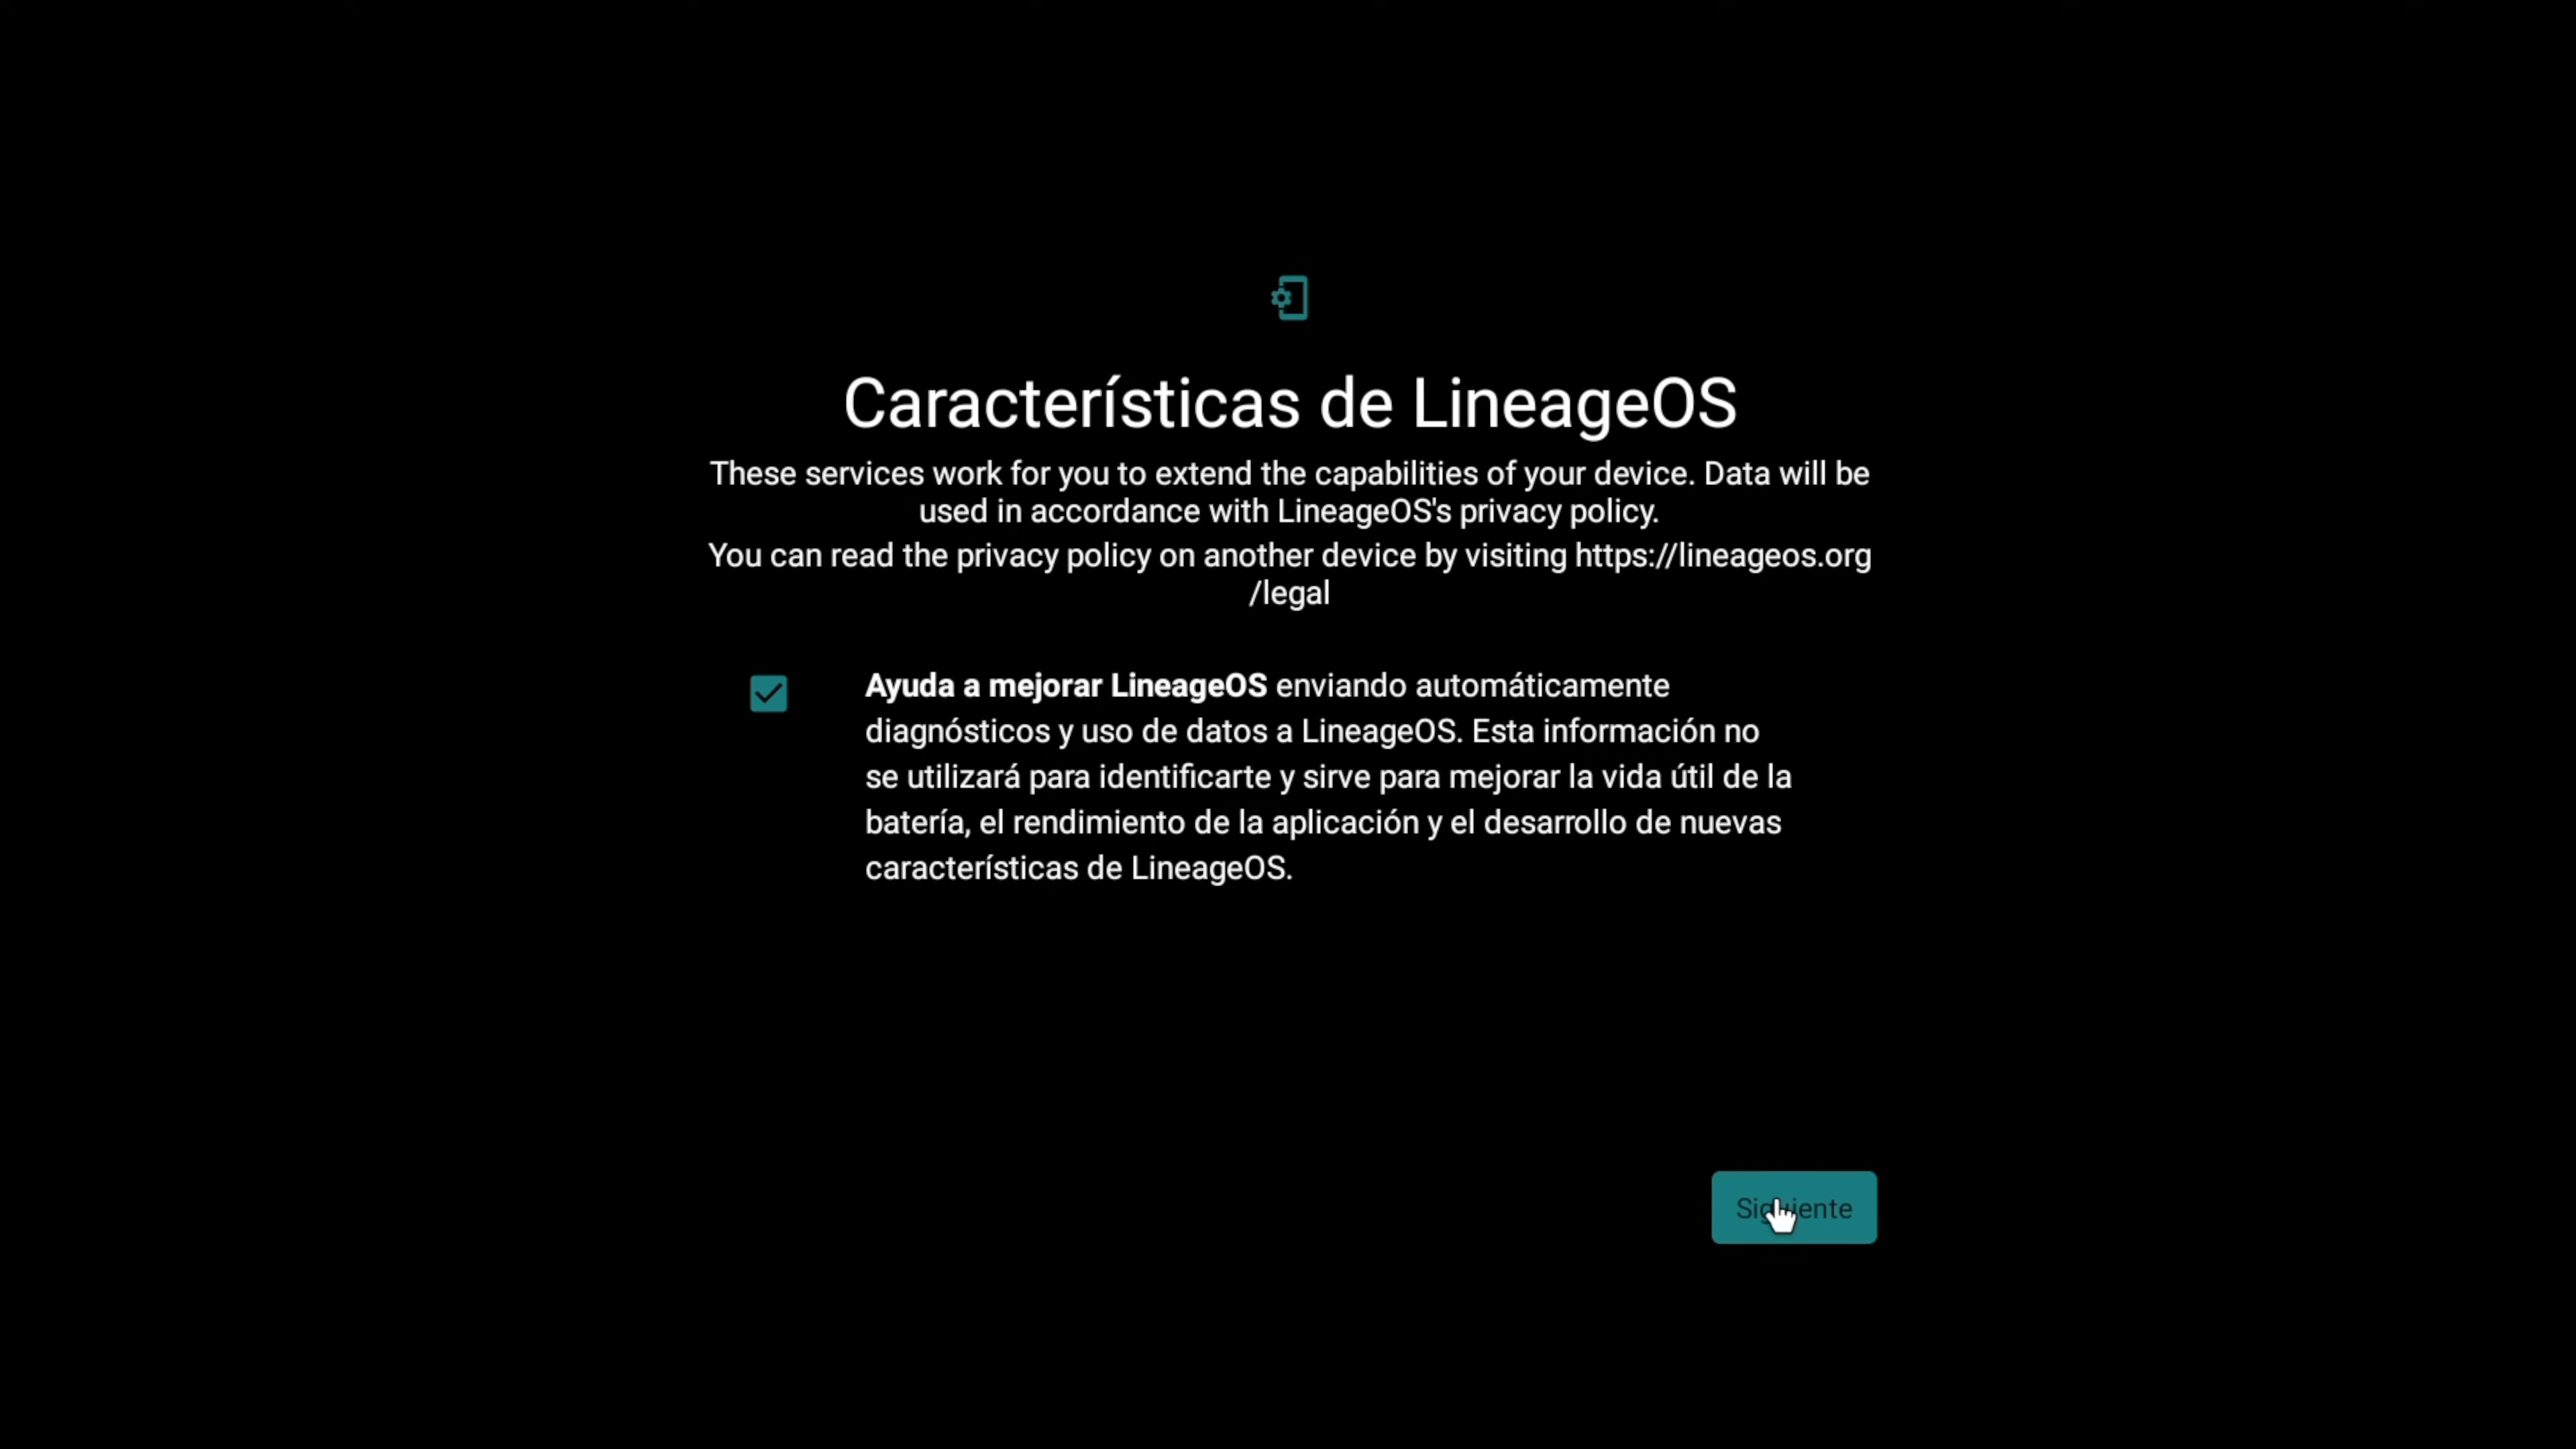 Características de LineageOS
These services work for you to extend the capabilities of your device. Data will be
used in accordance with LineageOS's privacy policy.
You can read the privacy policy on another device by visiting https://lineageos.org
/legal
Ayuda a mejorar LineageOS enviando automáticamente
diagnósticos y uso de datos a LineageOS. Esta información no
se utilizará para identificarte y sirve para mejorar la vida útil de la
batería, el rendimiento de la aplicación y el desarrollo de nuevas
características de LineageOS.
Siguiente